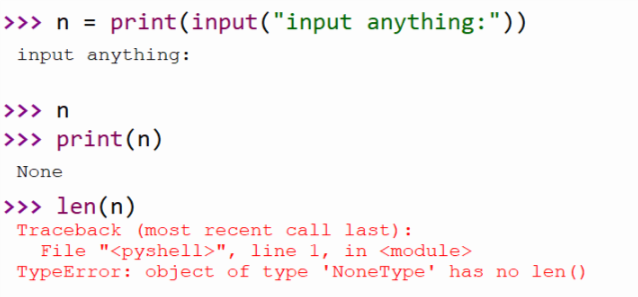 >>> n = print(input("input anything:"))
input anything:
>>> n
>>> print(n)
None
>>> len(n)
Traceback (most recent call last):
  File "<pyshell>", line 1, in <module>
TypeError: object of type 'NoneType' has no len()